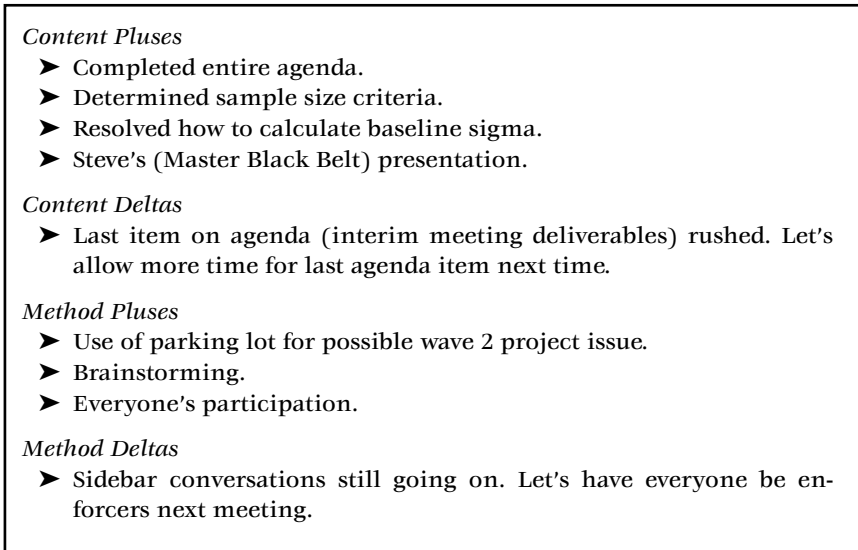 Content Pluses
➤ Completed entire agenda.
➤ Determined sample size criteria.
➤ Resolved how to calculate baseline sigma.
➤ Steve’s (Master Black Belt) presentation.
Content Deltas
➤ Last item on agenda (interim meeting deliverables) rushed. Let’s
allow more time for last agenda item next time.
Method Pluses
➤ Use of parking lot for possible wave 2 project issue.
➤ Brainstorming.
➤ Everyone’s participation.
Method Deltas
➤ Sidebar conversations still going on. Let’s have everyone be en-
forcers next meeting.